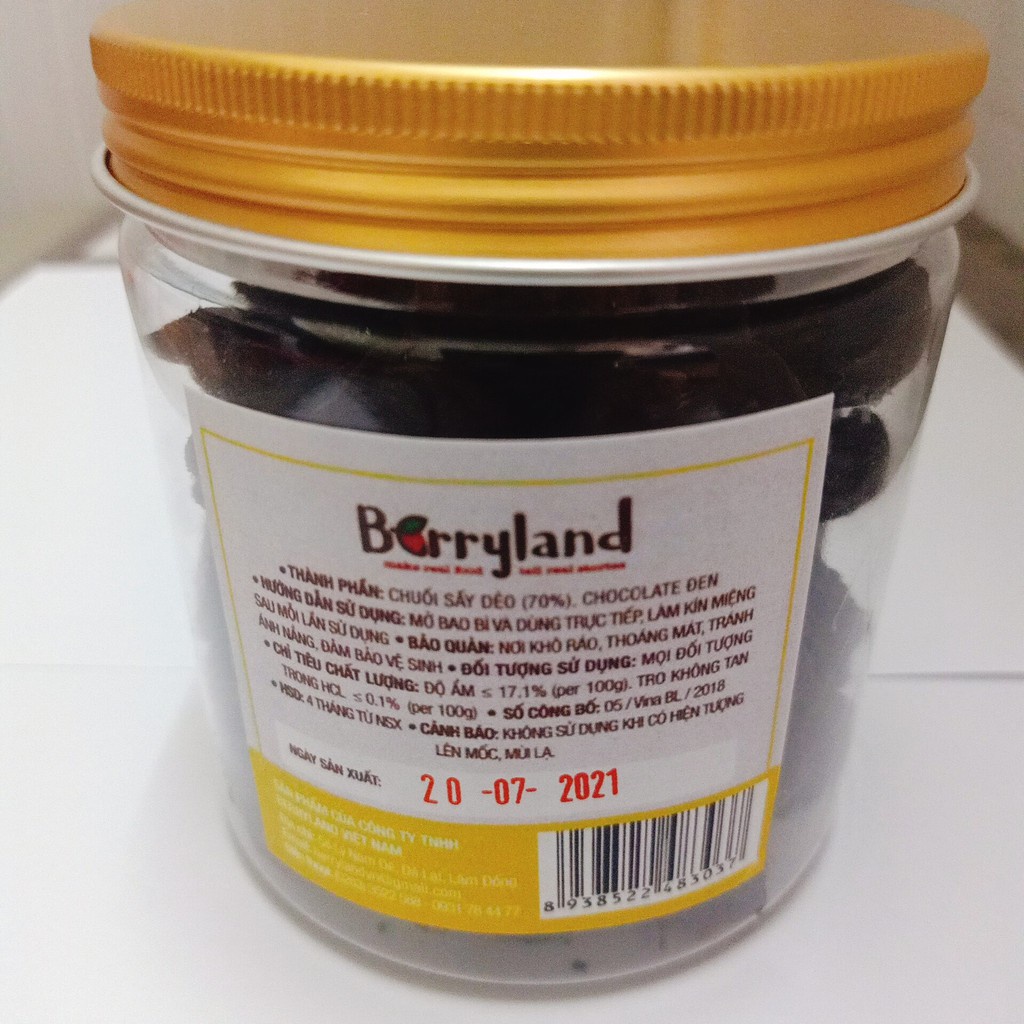 Berryland
make real food tell real stories
• THÀNH PHẦN: CHUỐI SẤY DẺO (70%), CHOCOLATE ĐEN
• HƯỚNG DẪN SỬ DỤNG: MỞ BAO BÌ VÀ DÙNG TRỰC TIẾP, LÀM KÍN MIỆNG
SAU MỖI LẦN SỬ DỤNG • BẢO QUẢN: NƠI KHÔ RÁO, THOÁNG MÁT, TRÁNH
ÁNH NẮNG, ĐẢM BẢO VỆ SINH • ĐỐI TƯỢNG SỬ DỤNG: MỌI ĐỐI TƯỢNG
• CHỈ TIÊU CHẤT LƯỢNG: ĐỘ ẨM ≤ 17.1% (per 100g). TRO KHÔNG TAN
TRONG HCL ≤ 0.1% (per 100g) • SỐ CÔNG BỐ: 05 / Vina BL / 2018
• HSD: 4 THÁNG TỪ NSX • CẢNH BÁO: KHÔNG SỬ DỤNG KHI CÓ HIỆN TƯỢNG
LÊN MỐC, MÙI LẠ.
NGÀY SẢN XUẤT: 20 -07- 2021
SẢN PHẨM CỦA CÔNG TY TNHH
BERRYLAND VIỆT NAM
Đà Lạt, Lâm Đồng
8 938522 483037